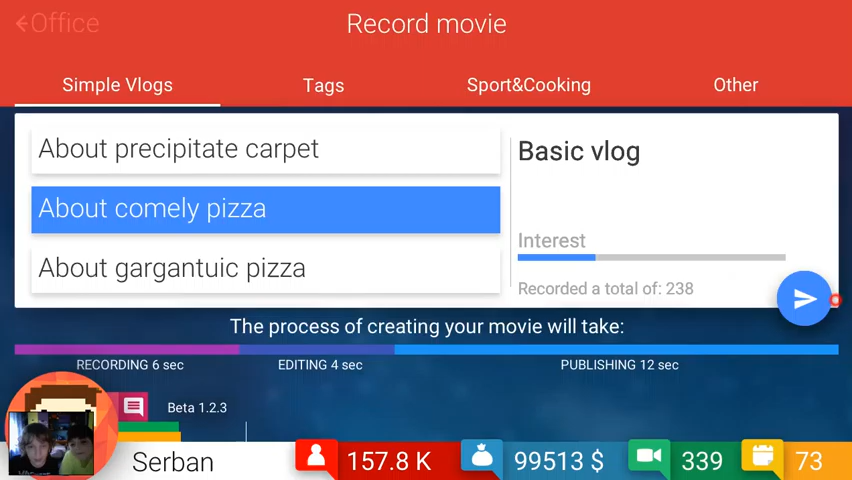 Office
Record movie
Simple Vlogs
Tags
Sport&Cooking
Other
About precipitate carpet
About comely pizza
About gargantuic pizza
Basic vlog
Interest
Recorded a total of: 238
The process of creating your movie will take:
RECORDING 6 sec
EDITING 4 sec
PUBLISHING 12 sec
Beta 1.2.3
Serban
157.8 K
99513 $
339
73